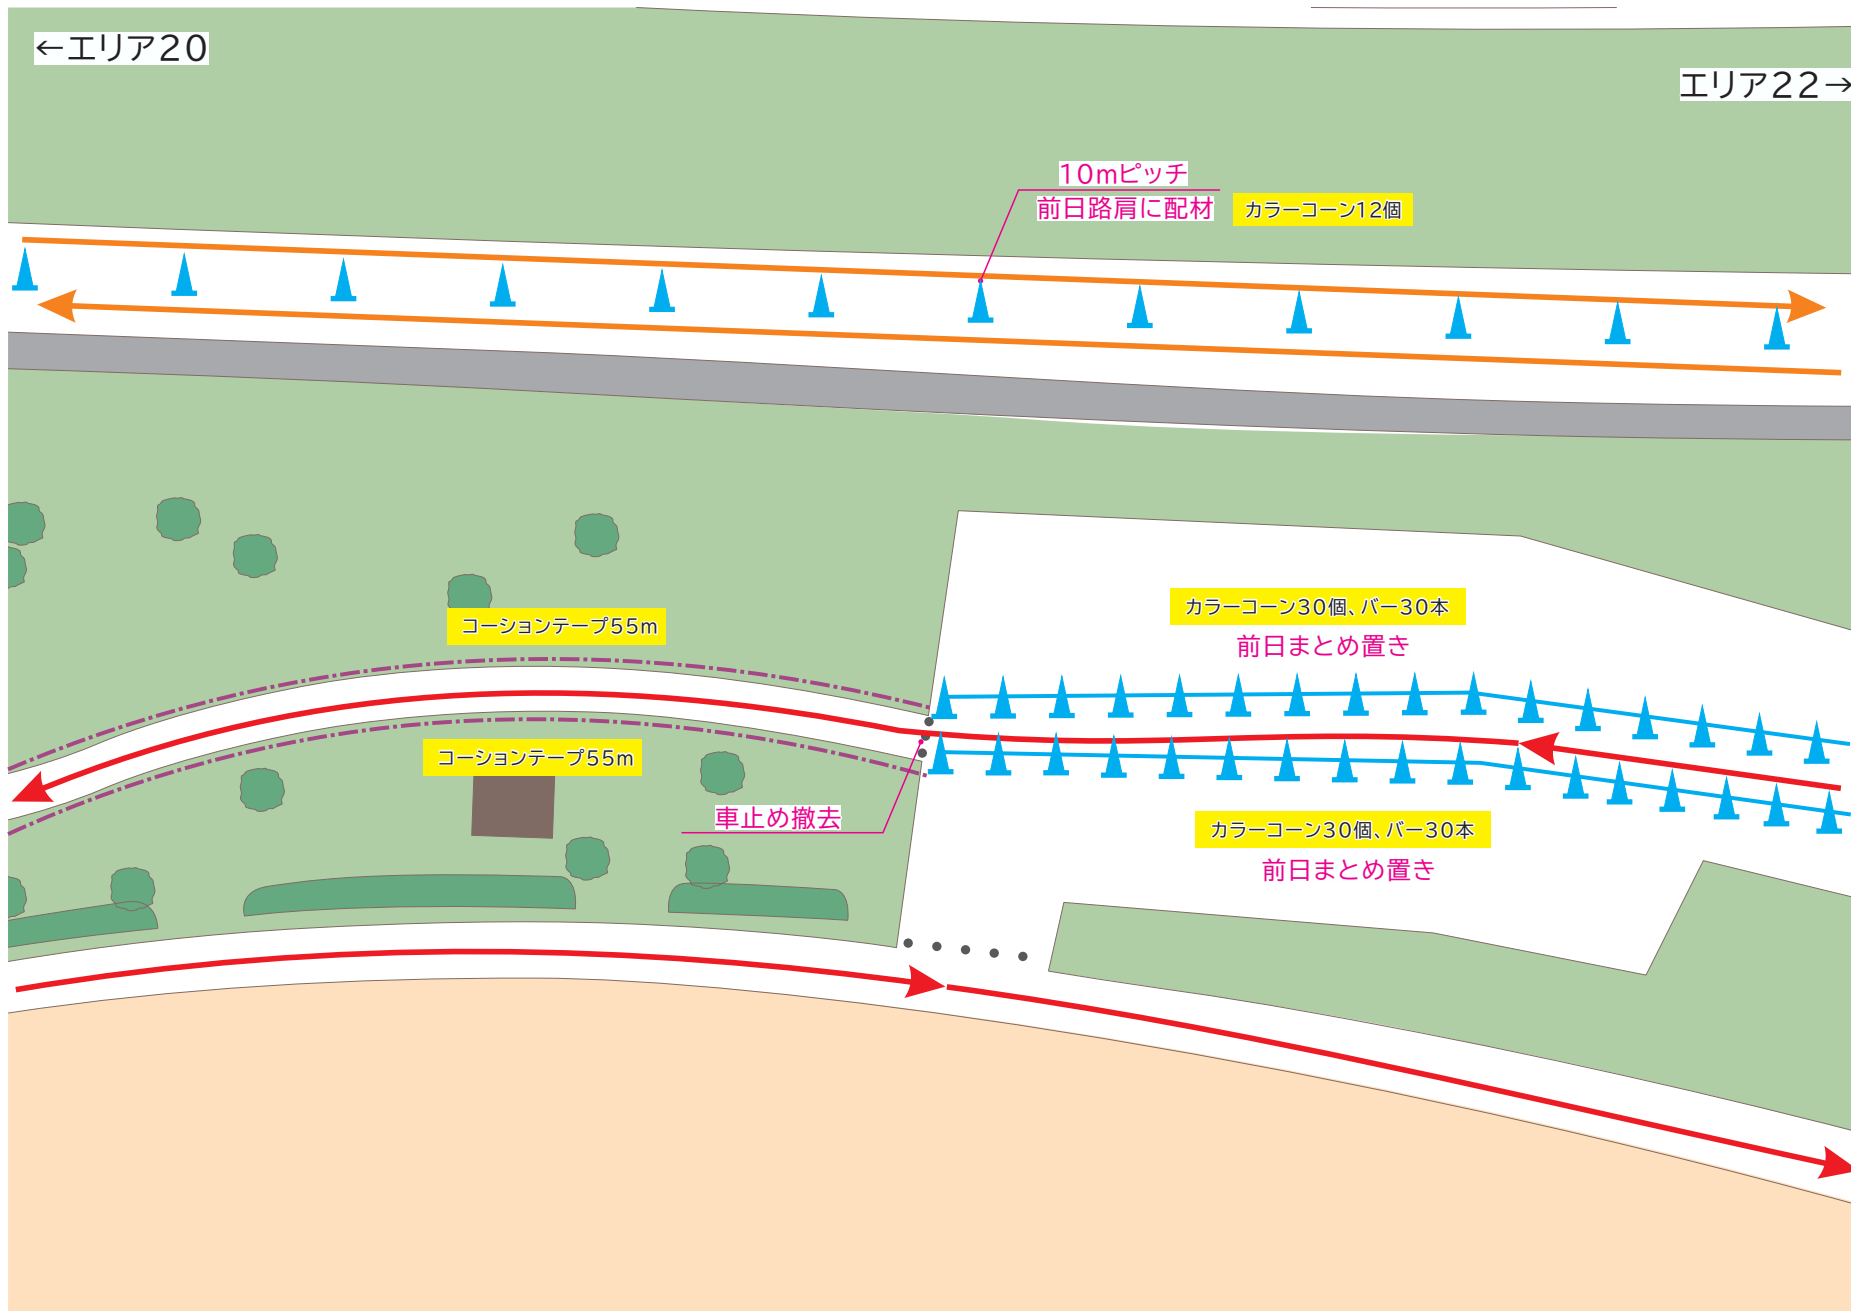 ←エリア20
エリア22→
10mピッチ
前日路肩に配材
カラーコーン12個
カラーコーン30個、バー30本
前日まとめ置き
コーションテープ55m
コーションテープ55m
車止め撤去
カラーコーン30個、バー30本
前日まとめ置き